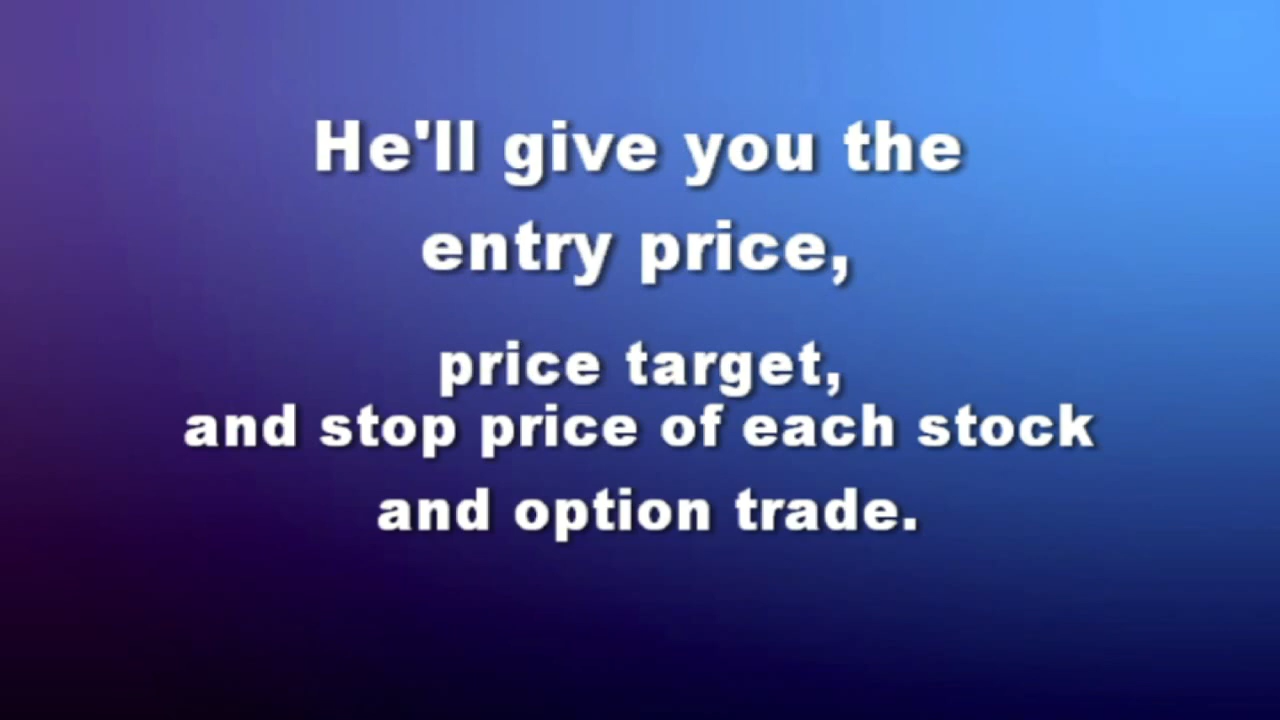 He'll give you the
entry price,
price target,
and stop price of each stock
and option trade.